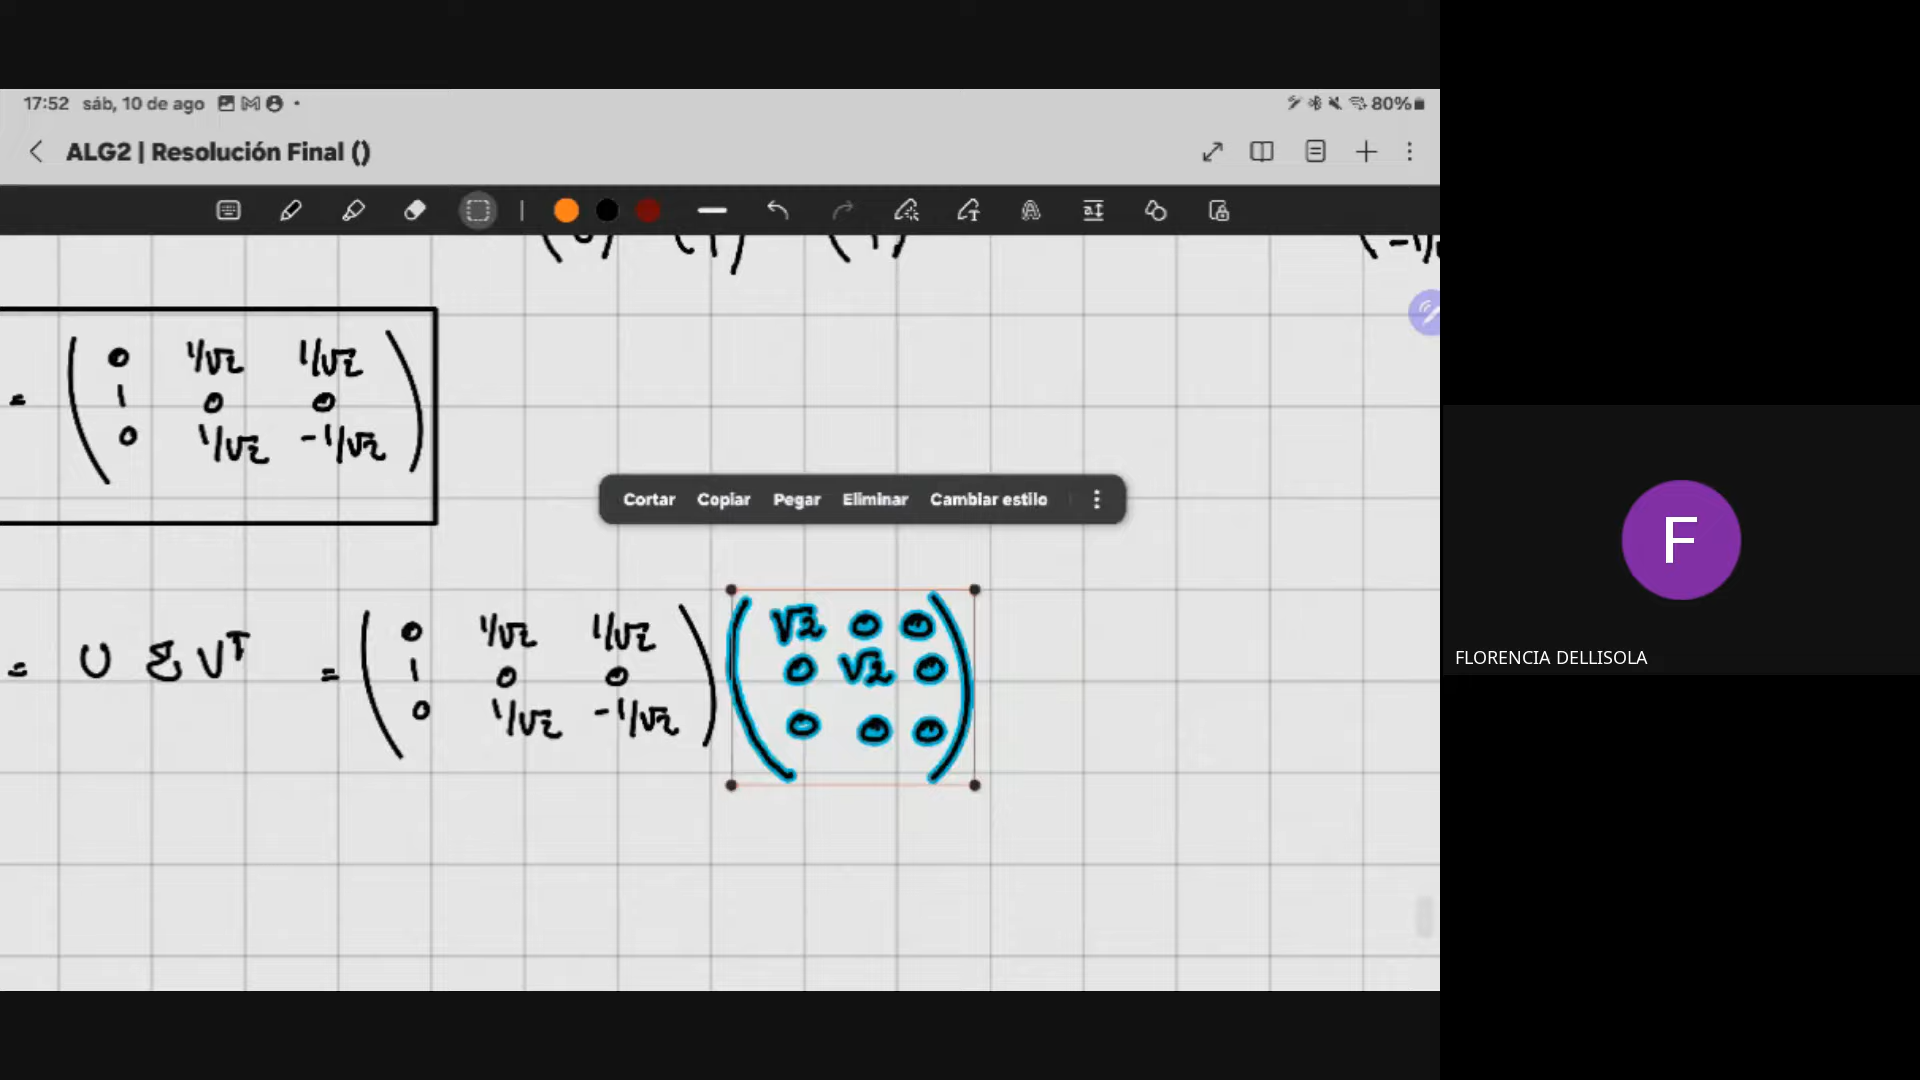 17:52 sáb, 10 de ago 80%
ALG2 | Resolución Final ()
= ( 0 1/√2 1/√2
1 0 0
0 1/√2 -1/√2 )
Cortar Copiar Pegar Eliminar Cambiar estilo
= U Σ V^T = ( 0 1/√2 1/√2
1 0 0
0 1/√2 -1/√2 )
( √2 0 0
0 √2 0
0 0 0 )
F
FLORENCIA DELLISOLA